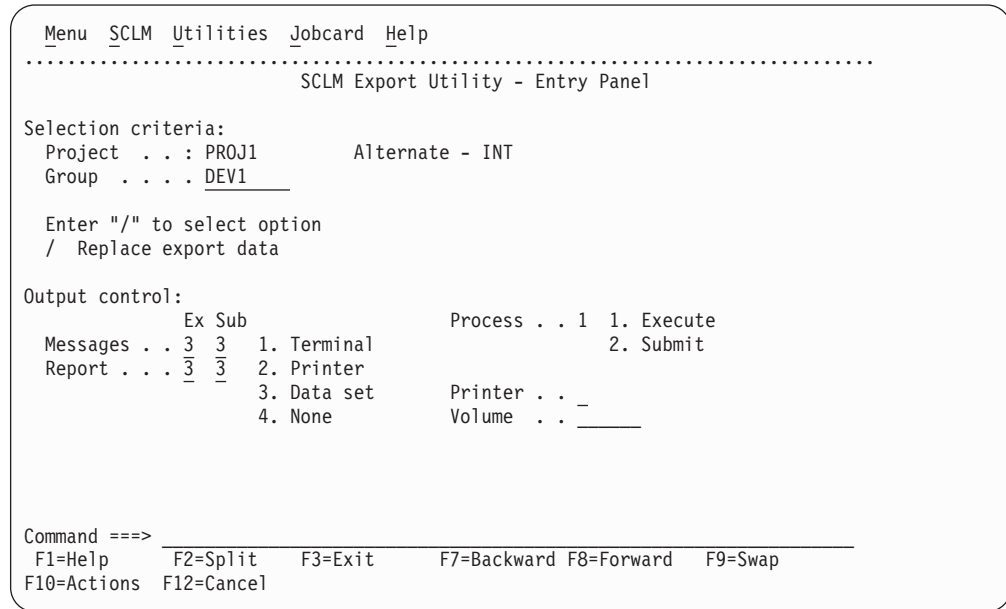 Menu SCLM Utilities Jobcard Help
................................................................................
SCLM Export Utility - Entry Panel
Selection criteria:
Project . . : PROJ1 Alternate - INT
Group . . . . DEV1
Enter "/" to select option
/ Replace export data
Output control:
Ex Sub Process . . 1 1. Execute
Messages . . 3 3 1. Terminal 2. Submit
Report . . . 3 3 2. Printer
3. Data set Printer . . _
4. None Volume . . ______
Command ===> _________________________________________________________________
F1=Help F2=Split F3=Exit F7=Backward F8=Forward F9=Swap
F10=Actions F12=Cancel